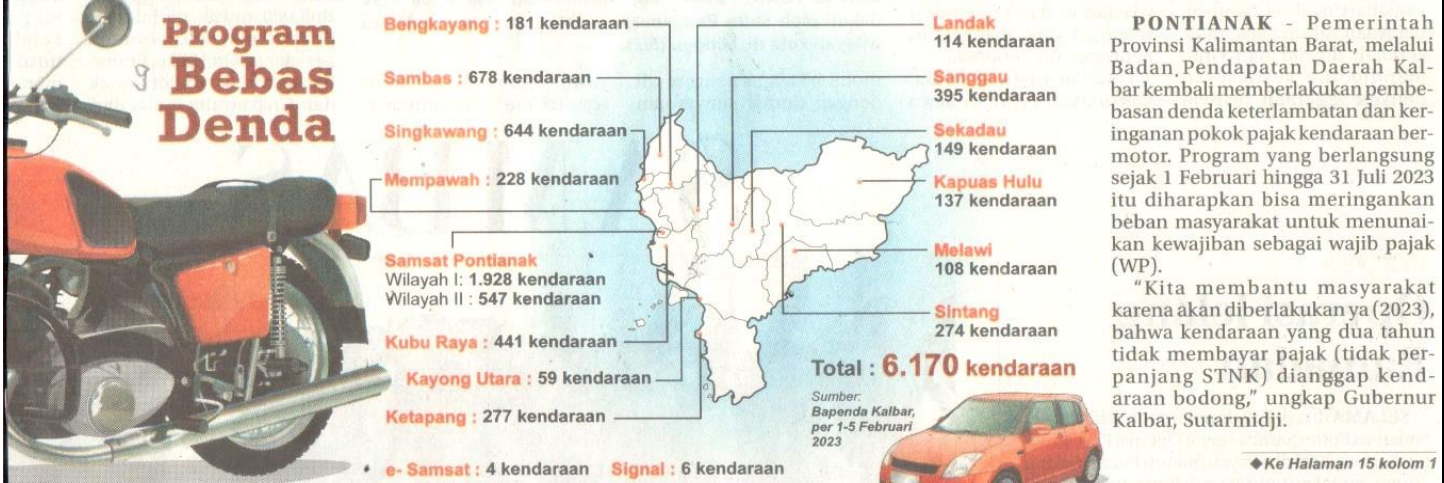 Program
Bebas
Denda
Bengkayang : 181 kendaraan
Sambas : 678 kendaraan
Singkawang : 644 kendaraan
Mempawah : 228 kendaraan
Samsat Pontianak
Wilayah I: 1.928 kendaraan
Wilayah II : 547 kendaraan
Kubu Raya : 441 kendaraan
Kayong Utara : 59 kendaraan
Ketapang : 277 kendaraan
e- Samsat : 4 kendaraan Signal : 6 kendaraan
Landak
114 kendaraan
Sanggau
395 kendaraan
Sekadau
149 kendaraan
Kapuas Hulu
137 kendaraan
Melawi
108 kendaraan
Sintang
274 kendaraan
Total : 6.170 kendaraan
Sumber:
Bapenda Kalbar,
per 1-5 Februari
2023
PONTIANAK - Pemerintah
Provinsi Kalimantan Barat, melalui
Badan Pendapatan Daerah Kal-
bar kembali memberlakukan pembe-
basan denda keterlambatan dan ker-
inganan pokok pajak kendaraan ber-
motor. Program yang berlangsung
sejak 1 Februari hingga 31 Juli 2023
itu diharapkan bisa meringankan
beban masyarakat untuk menunai-
kan kewajiban sebagai wajib pajak
(WP).
"Kita membantu masyarakat
karena akan diberlakukan ya (2023),
bahwa kendaraan yang dua tahun
tidak membayar pajak (tidak per-
panjang STNK) dianggap kend-
araan bodong," ungkap Gubernur
Kalbar, Sutarmidji.
◆Ke Halaman 15 kolom 1